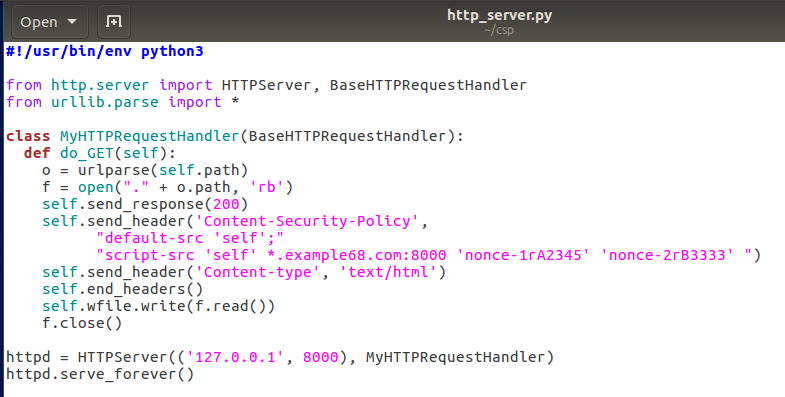 Open
http_server.py
~/csp
#!/usr/bin/env python3

from http.server import HTTPServer, BaseHTTPRequestHandler
from urllib.parse import *

class MyHTTPRequestHandler(BaseHTTPRequestHandler):
  def do_GET(self):
    o = urlparse(self.path)
    f = open("." + o.path, 'rb')
    self.send_response(200)
    self.send_header('Content-Security-Policy',
          "default-src 'self';"
          "script-src 'self' *.example68.com:8000 'nonce-1rA2345' 'nonce-2rB3333' ")
    self.send_header('Content-type', 'text/html')
    self.end_headers()
    self.wfile.write(f.read())
    f.close()

httpd = HTTPServer(('127.0.0.1', 8000), MyHTTPRequestHandler)
httpd.serve_forever()